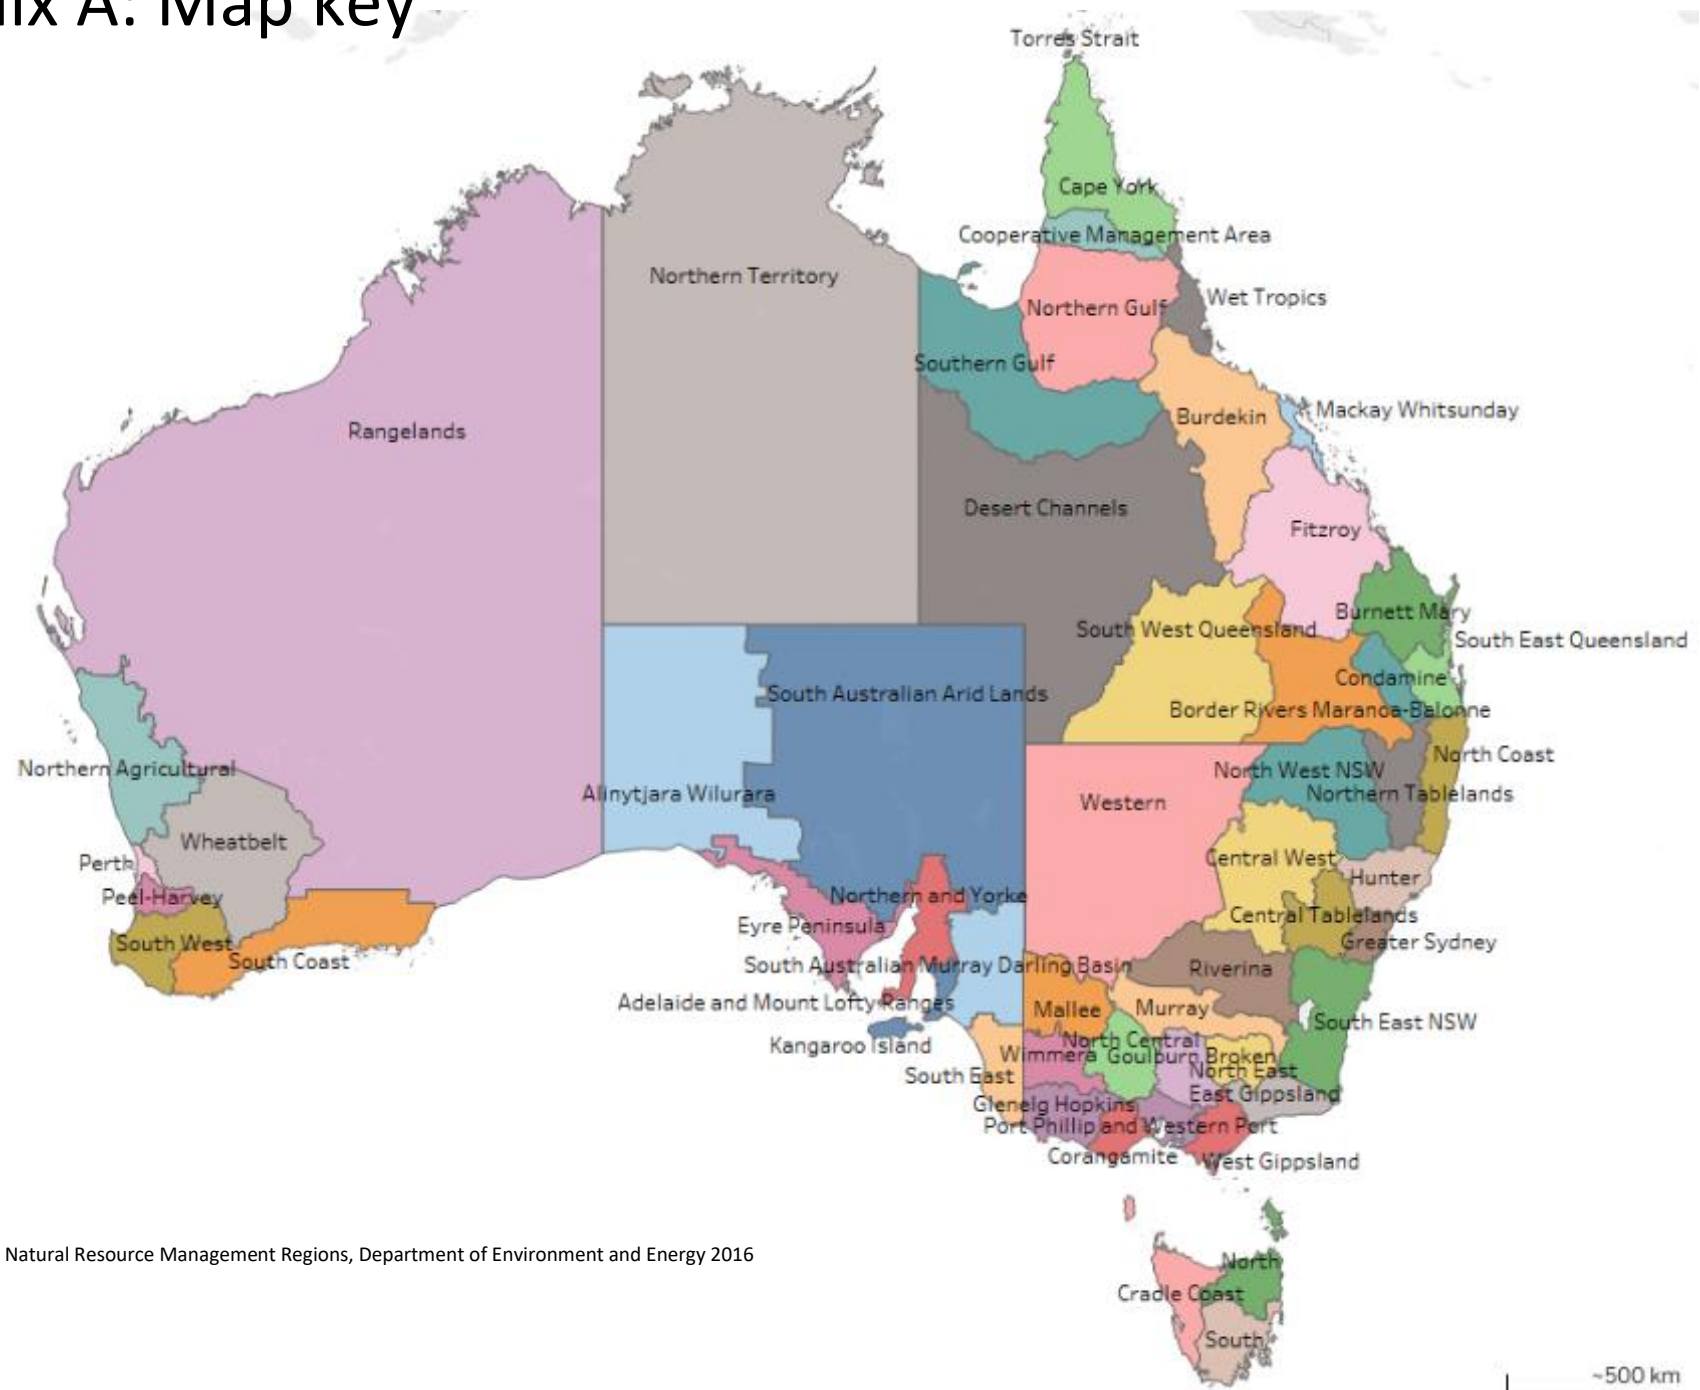 ix A: Map key
Torres Strait
Cape York
Cooperative Management Area
Northern Territory
Wet Tropics
Northern Gulf
Southern Gulf
Mackay Whitsunday
Burdekin
Rangelands
Desert Channels
Fitzroy
Burnett Mary
South West Queensland
South East Queensland
Condamine
South Australian Arid Lands
Border Rivers Maranoa-Balonne
North Coast
Northern Agricultural
North West NSW
Alinytjara Wilurara
Northern Tablelands
Western
Wheatbelt
Central West
Perth
Hunter
Peel-Harvey
Northern and Yorke
Central Tablelands
Eyre Peninsula
South West
Greater Sydney
South Coast
South Australian Murray Darling Basin
Riverina
Adelaide and Mount Lofty Ranges
Mallee
Murray
South East NSW
Kangaroo Island
North Central
Wimmera
Goulburn Broken
North East
South East
East Gippsland
Glenelg Hopkins
Port Phillip and Western Port
Corangamite
West Gippsland
Natural Resource Management Regions, Department of Environment and Energy 2016
North
Cradle Coast
South
~500 km